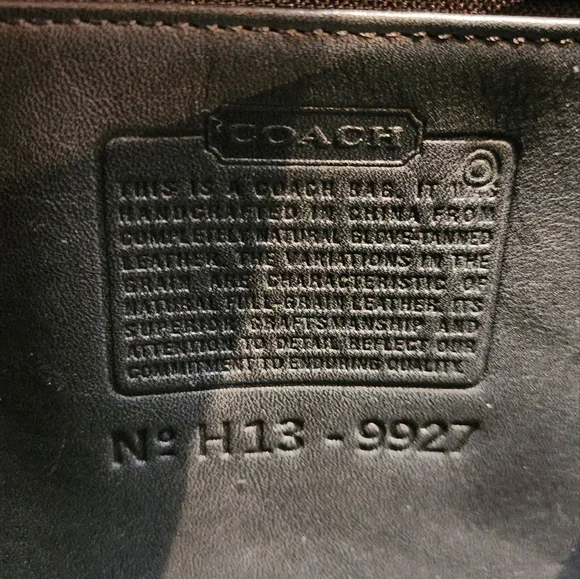 COACH
THIS IS A COACH BAG. IT WAS
HANDCRAFTED IN CHINA FROM
COMPLETELY NATURAL GLOVE-TANNED
LEATHER. THE VARIATIONS IN THE
GRAIN ARE CHARACTERISTIC OF
NATURAL FULL-GRAIN LEATHER. ITS
SUPERIOR CRAFTSMANSHIP AND
ATTENTION TO DETAIL REFLECT OUR
COMMITMENT TO ENDURING QUALITY.
Nº H13 - 9927